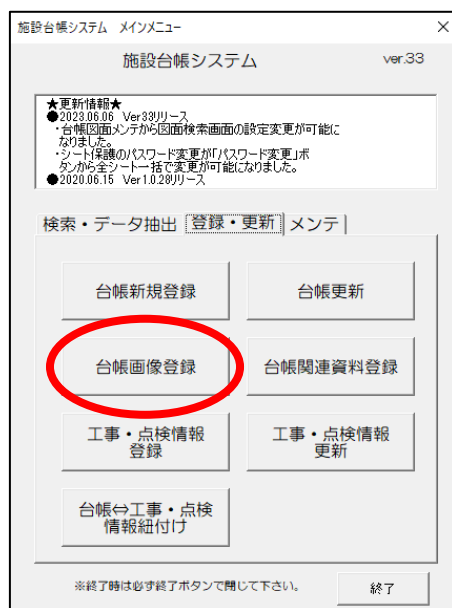 施設台帳システム メインメニュー
施設台帳システム ver.33
★更新情報★
●2023.06.06 Ver33リリース
・台帳図面メンテから図面検索画面の設定変更が可能に
なりました。
・シート保護のパスワード変更が「パスワード変更」ボ
タンから全シート一括で変更が可能になりました。
●2020.06.15 Ver1.0.28リリース
検索・データ抽出 登録・更新 メンテ
台帳新規登録 台帳更新
台帳画像登録 台帳関連資料登録
工事・点検情報
登録
工事・点検情報
更新
台帳⇔工事・点検
情報紐付け
※終了時は必ず終了ボタンで閉じて下さい。 終了